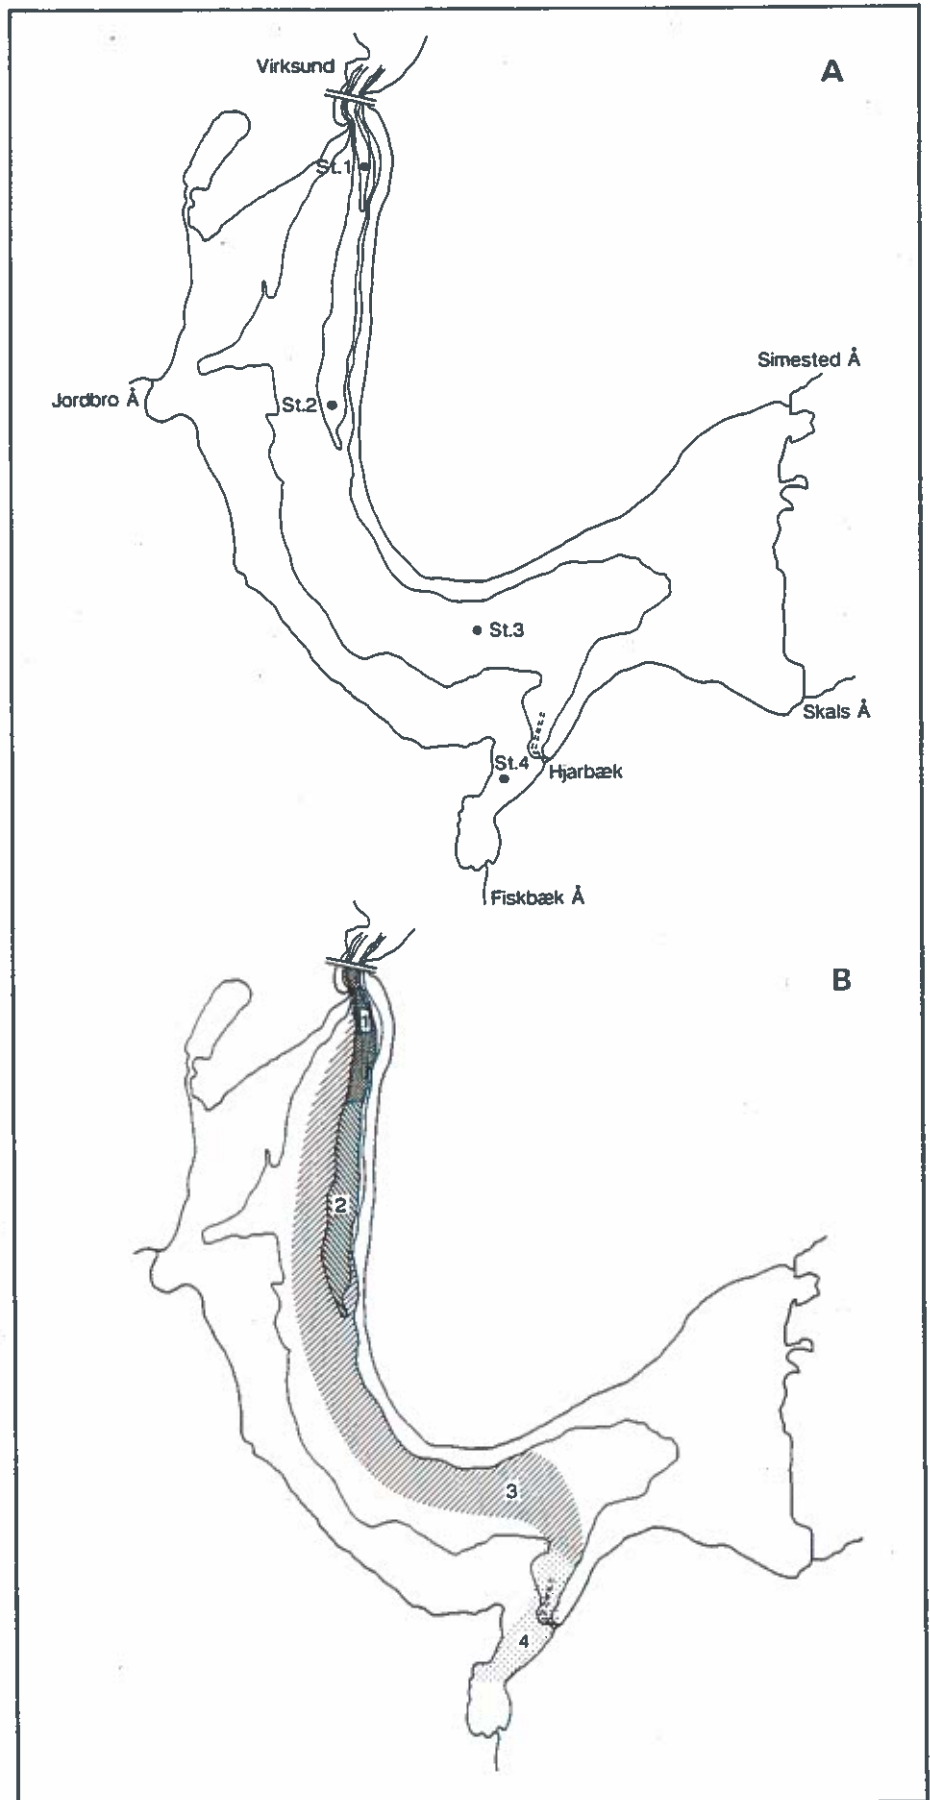 Virksund
A
St.1
Simested Å
Jordbro Å
St.2
St.3
Skals Å
St.4
Hjarbæk
Fiskbæk Å
B
1
2
3
4